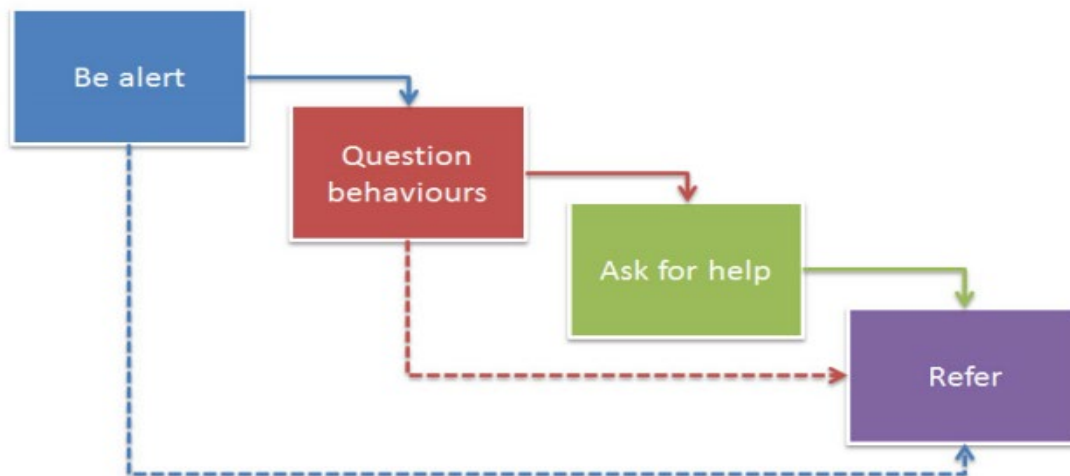 Be alert
Question
behaviours
Ask for help
Refer